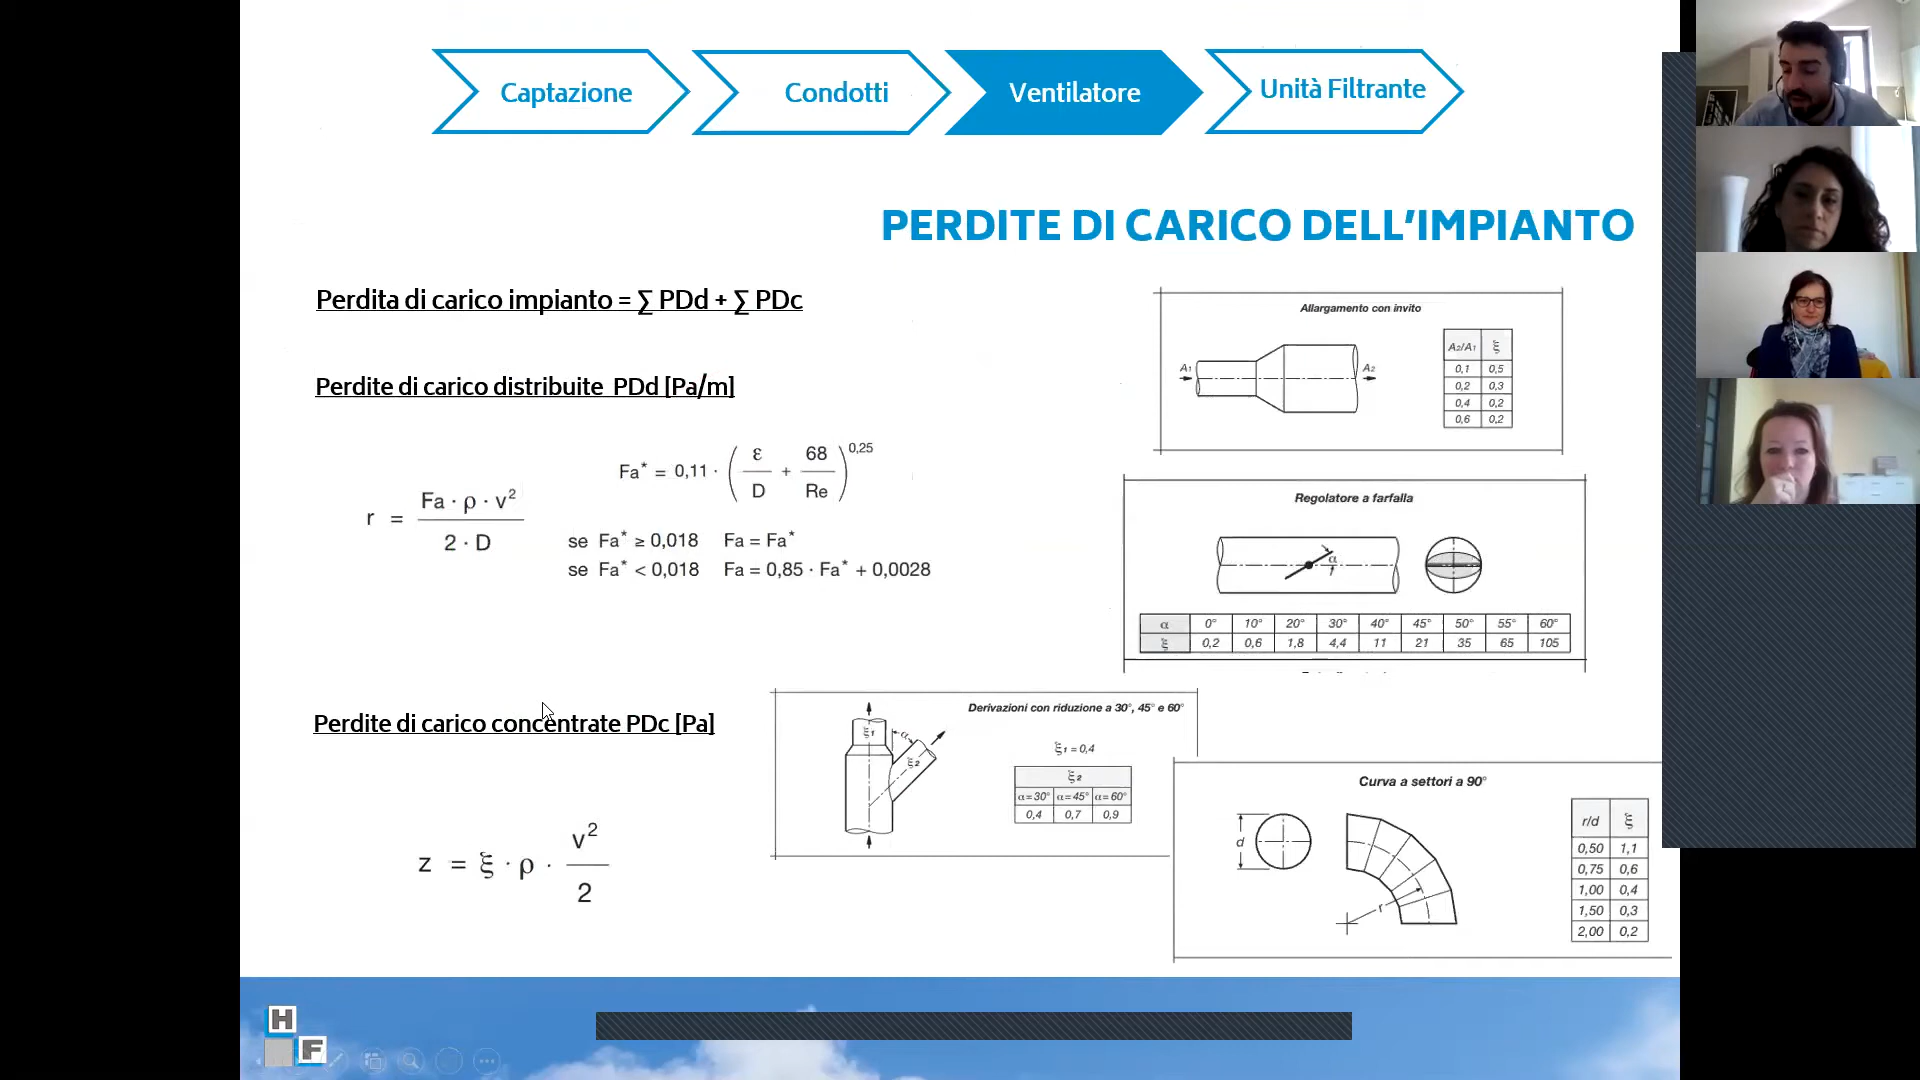 Captazione
Condotti
Ventilatore
Unità Filtrante
PERDITE DI CARICO DELL'IMPIANTO
Perdita di carico impianto = ∑ PDd + ∑ PDc
Perdite di carico distribuite PDd [Pa/m]
Fa* = 0,11 · ( ε / D + 68 / Re )^0,25
r = Fa · ρ · v² / 2 · D
se Fa* ≥ 0,018 Fa = Fa*
se Fa* < 0,018 Fa = 0,85 · Fa* + 0,0028
Perdite di carico concentrate PDc [Pa]
z = ξ · ρ · v² / 2
Allargamento con invito
A1
A2
A2/A1 ξ
0,1 0,5
0,2 0,3
0,4 0,2
0,6 0,2
Regolatore a farfalla
α
α 0° 10° 20° 30° 40° 45° 50° 55° 60°
ξ 0,2 0,6 1,8 4,4 11 21 35 65 105
Derivazioni con riduzione a 30°, 45° e 60°
ξ1
α
ξ2
ξ1 = 0,4
ξ2
α=30° α=45° α=60°
0,4 0,7 0,9
Curva a settori a 90°
d
r
r/d ξ
0,50 1,1
0,75 0,6
1,00 0,4
1,50 0,3
2,00 0,2
H
F